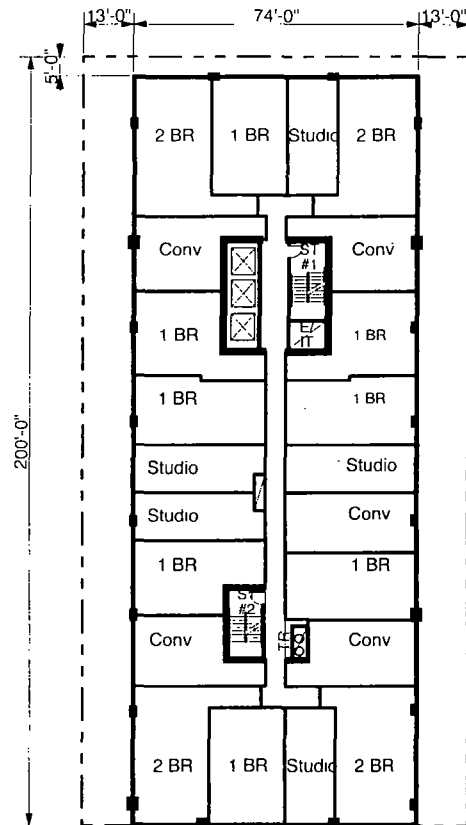 13'-0" 74'-0" 13'-0"
5'-0"
2 BR 1 BR Studio 2 BR
Conv ST #1 Conv
E/IT
1 BR 1 BR
1 BR 1 BR
200'-0"
Studio Studio
Studio Conv
1 BR 1 BR
ST #2
Conv T.R. Conv
2 BR 1 BR Studio 2 BR